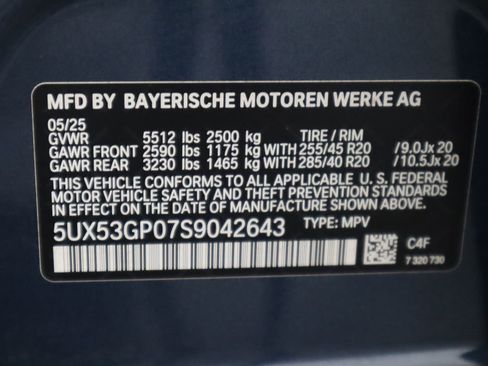 MFD BY BAYERISCHE MOTOREN WERKE AG
05/25
GVWR 5512 lbs 2500 kg TIRE / RIM
GAWR FRONT 2590 lbs 1175 kg WITH 255/45 R20 /9.0Jx 20
GAWR REAR 3230 lbs 1465 kg WITH 285/40 R20 /10.5Jx 20
THIS VEHICLE CONFORMS TO ALL APPLICABLE U. S. FEDERAL
MOTOR VEHICLE SAFETY AND THEFT PREVENTION STANDARDS
IN EFFECT ON THE DATE OF MANUFACTURE SHOWN ABOVE.
5UX53GP07S9042643 TYPE: MPV
C4F
7 320 730